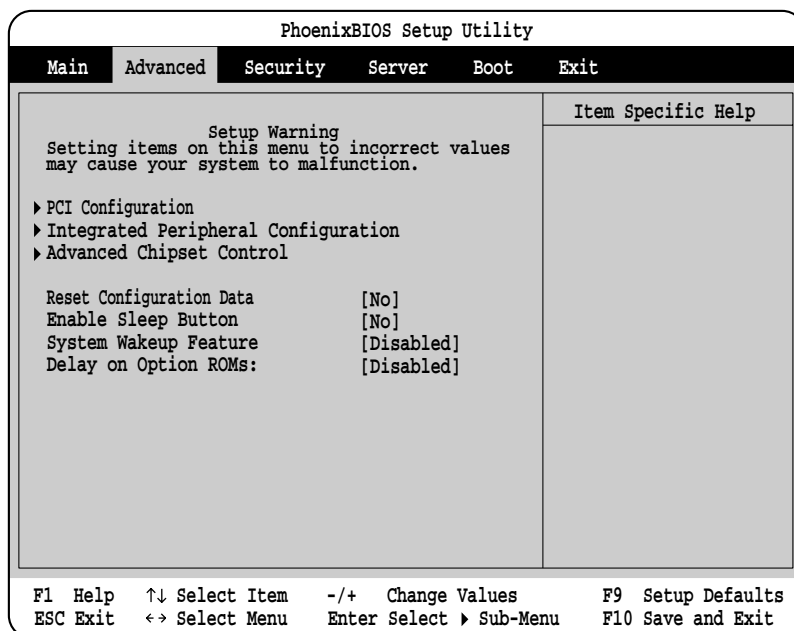 PhoenixBIOS Setup Utility
Main Advanced Security Server Boot Exit
Item Specific Help
Setup Warning
Setting items on this menu to incorrect values
may cause your system to malfunction.
PCI Configuration
Integrated Peripheral Configuration
Advanced Chipset Control
Reset Configuration Data [No]
Enable Sleep Button [No]
System Wakeup Feature [Disabled]
Delay on Option ROMs: [Disabled]
F1 Help ↑↓ Select Item -/+ Change Values F9 Setup Defaults
ESC Exit ←→ Select Menu Enter Select ▶ Sub-Menu F10 Save and Exit